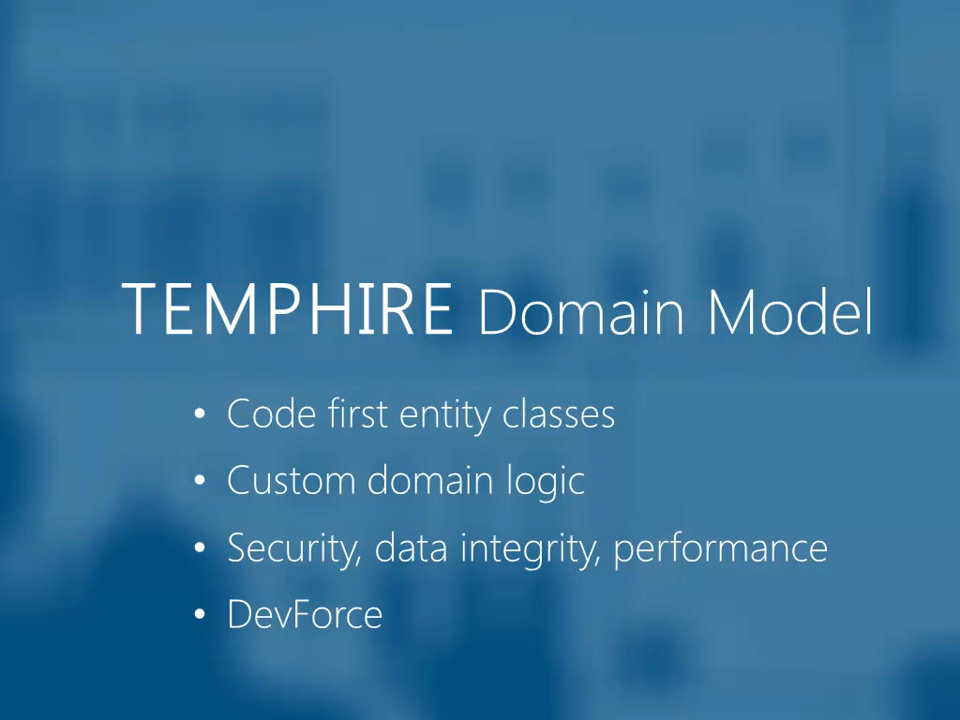 TEMPHIRE Domain Model
• Code first entity classes
• Custom domain logic
• Security, data integrity, performance
• DevForce